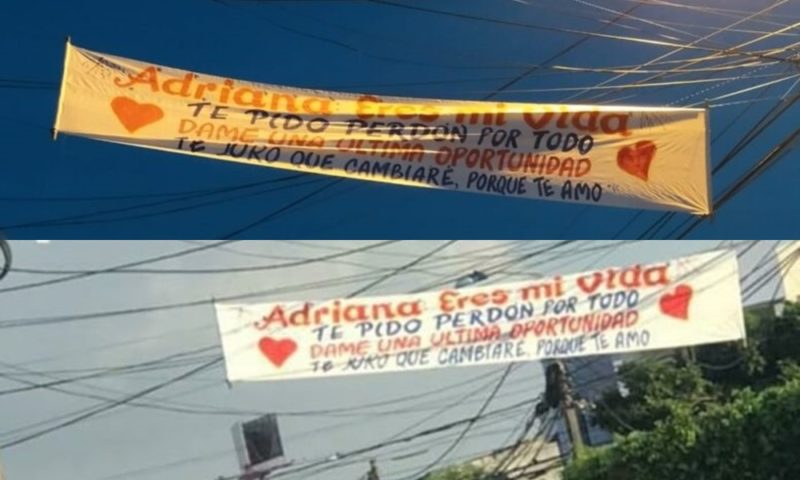 Adriana Eres mi Vida
TE PIDO PERDON POR TODO
DAME UNA ULTIMA OPORTUNIDAD
TE JURO QUE CAMBIARÉ, PORQUE TE AMO
Adriana Eres mi Vida
TE PIDO PERDON POR TODO
DAME UNA ULTIMA OPORTUNIDAD
TE JURO QUE CAMBIARÉ, PORQUE TE AMO